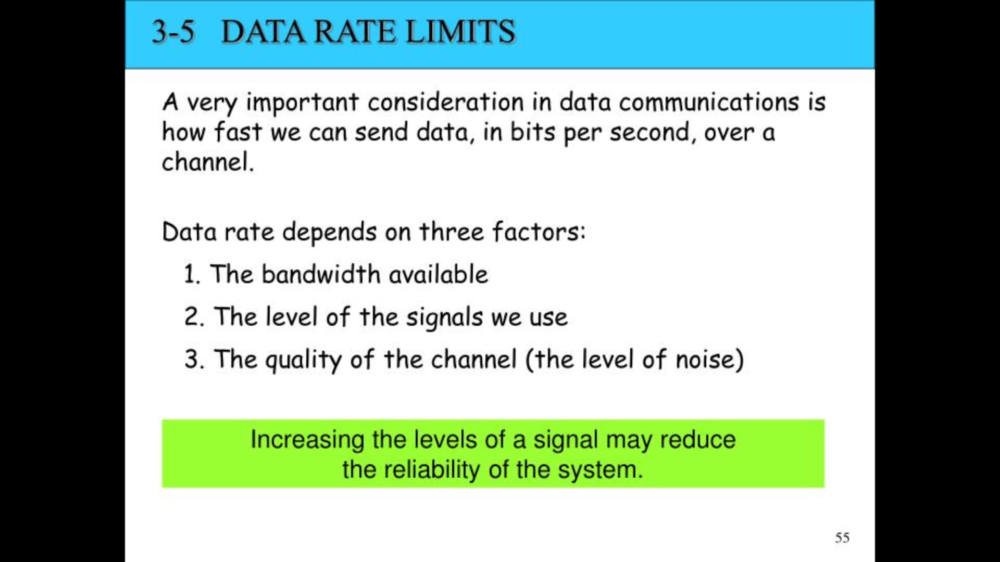 3-5 DATA RATE LIMITS
A very important consideration in data communications is
how fast we can send data, in bits per second, over a
channel.
Data rate depends on three factors:
1. The bandwidth available
2. The level of the signals we use
3. The quality of the channel (the level of noise)
Increasing the levels of a signal may reduce
the reliability of the system.
55